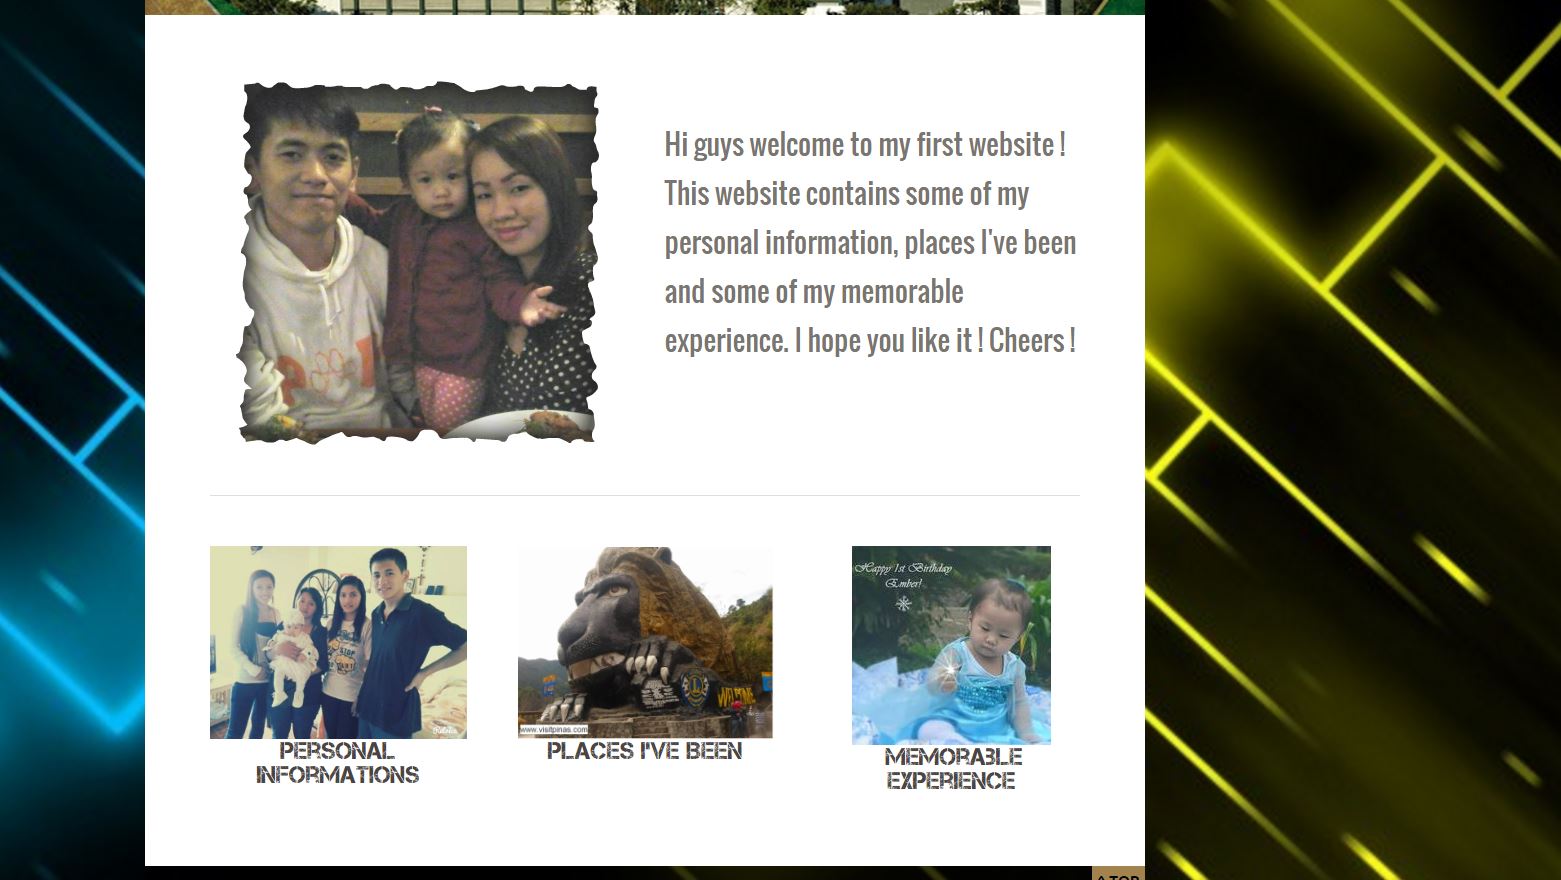 Hi guys welcome to my first website !
This website contains some of my
personal information, places I've been
and some of my memorable
experience. I hope you like it ! Cheers !
Happy 1st Birthday
Ember!
STOP
WELCOME
www.visitpinas.com
PERSONAL
INFORMATIONS
PLACES I'VE BEEN
MEMORABLE
EXPERIENCE
^ TOP